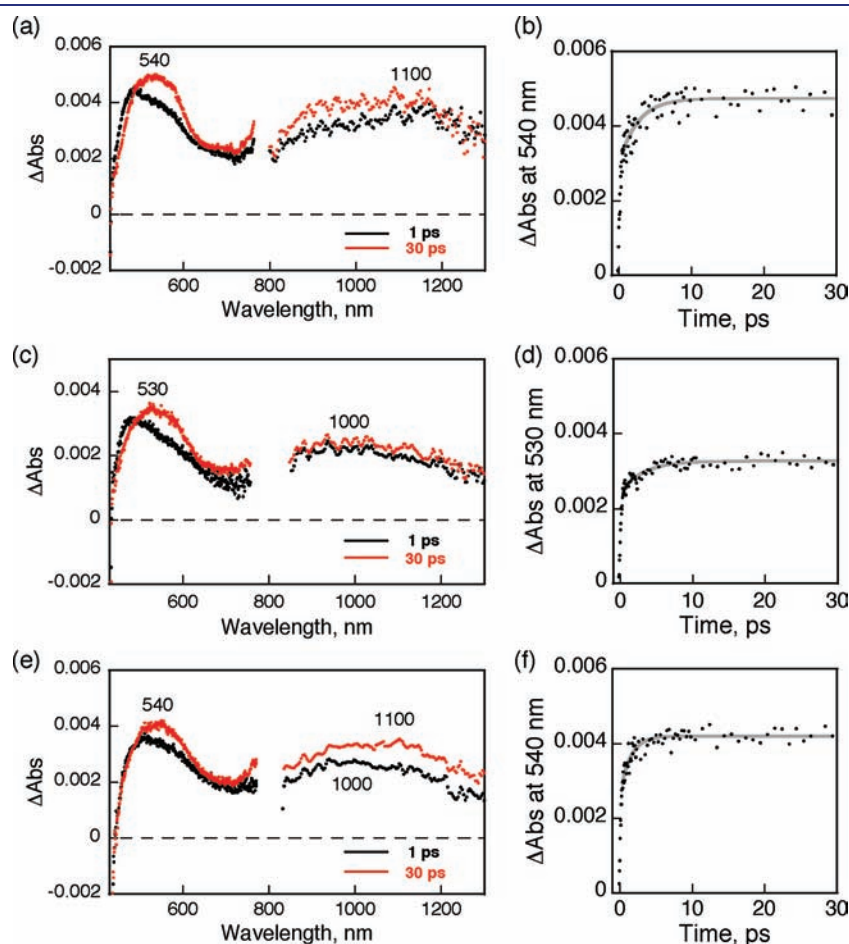 (a)
0.006
0.004
0.002
0
-0.002
ΔAbs
540
1100
1 ps
30 ps
600
800
1000
1200
Wavelength, nm
(b)
0.006
0.004
0.002
0
ΔAbs at 540 nm
0
10
20
30
Time, ps
(c)
0.004
0.002
0
-0.002
ΔAbs
530
1000
1 ps
30 ps
600
800
1000
1200
Wavelength, nm
(d)
0.006
0.004
0.002
0
ΔAbs at 530 nm
0
10
20
30
Time, ps
(e)
0.006
0.004
0.002
0
-0.002
ΔAbs
540
1100
1000
1 ps
30 ps
600
800
1000
1200
Wavelength, nm
(f)
0.006
0.004
0.002
0
ΔAbs at 540 nm
0
10
20
30
Time, ps